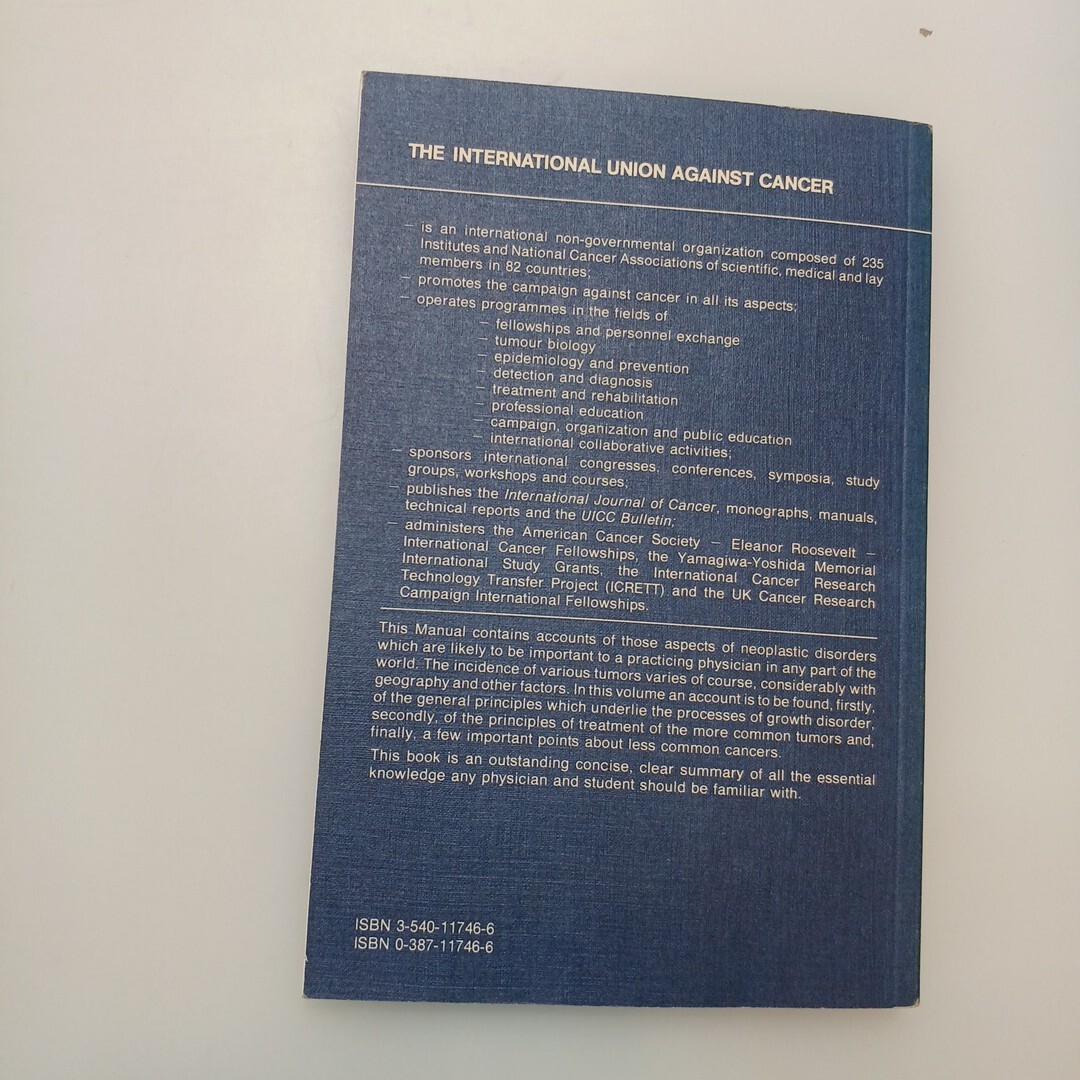 THE INTERNATIONAL UNION AGAINST CANCER
– is an international non-governmental organization composed of 235
Institutes and National Cancer Associations of scientific, medical and lay
members in 82 countries;
– promotes the campaign against cancer in all its aspects;
– operates programmes in the fields of
– fellowships and personnel exchange
– tumour biology
– epidemiology and prevention
– detection and diagnosis
– treatment and rehabilitation
– professional education
– campaign, organization and public education
– international collaborative activities;
– sponsors international congresses, conferences, symposia, study
groups, workshops and courses;
– publishes the International Journal of Cancer, monographs, manuals,
technical reports and the UICC Bulletin;
– administers the American Cancer Society – Eleanor Roosevelt –
International Cancer Fellowships, the Yamagiwa-Yoshida Memorial
International Study Grants, the International Cancer Research
Technology Transfer Project (ICRETT) and the UK Cancer Research
Campaign International Fellowships.
This Manual contains accounts of those aspects of neoplastic disorders
which are likely to be important to a practicing physician in any part of the
world. The incidence of various tumors varies of course, considerably with
geography and other factors. In this volume an account is to be found, firstly,
of the general principles which underlie the processes of growth disorder,
secondly, of the principles of treatment of the more common tumors and,
finally, a few important points about less common cancers.
This book is an outstanding concise, clear summary of all the essential
knowledge any physician and student should be familiar with.
ISBN 3-540-11746-6
ISBN 0-387-11746-6